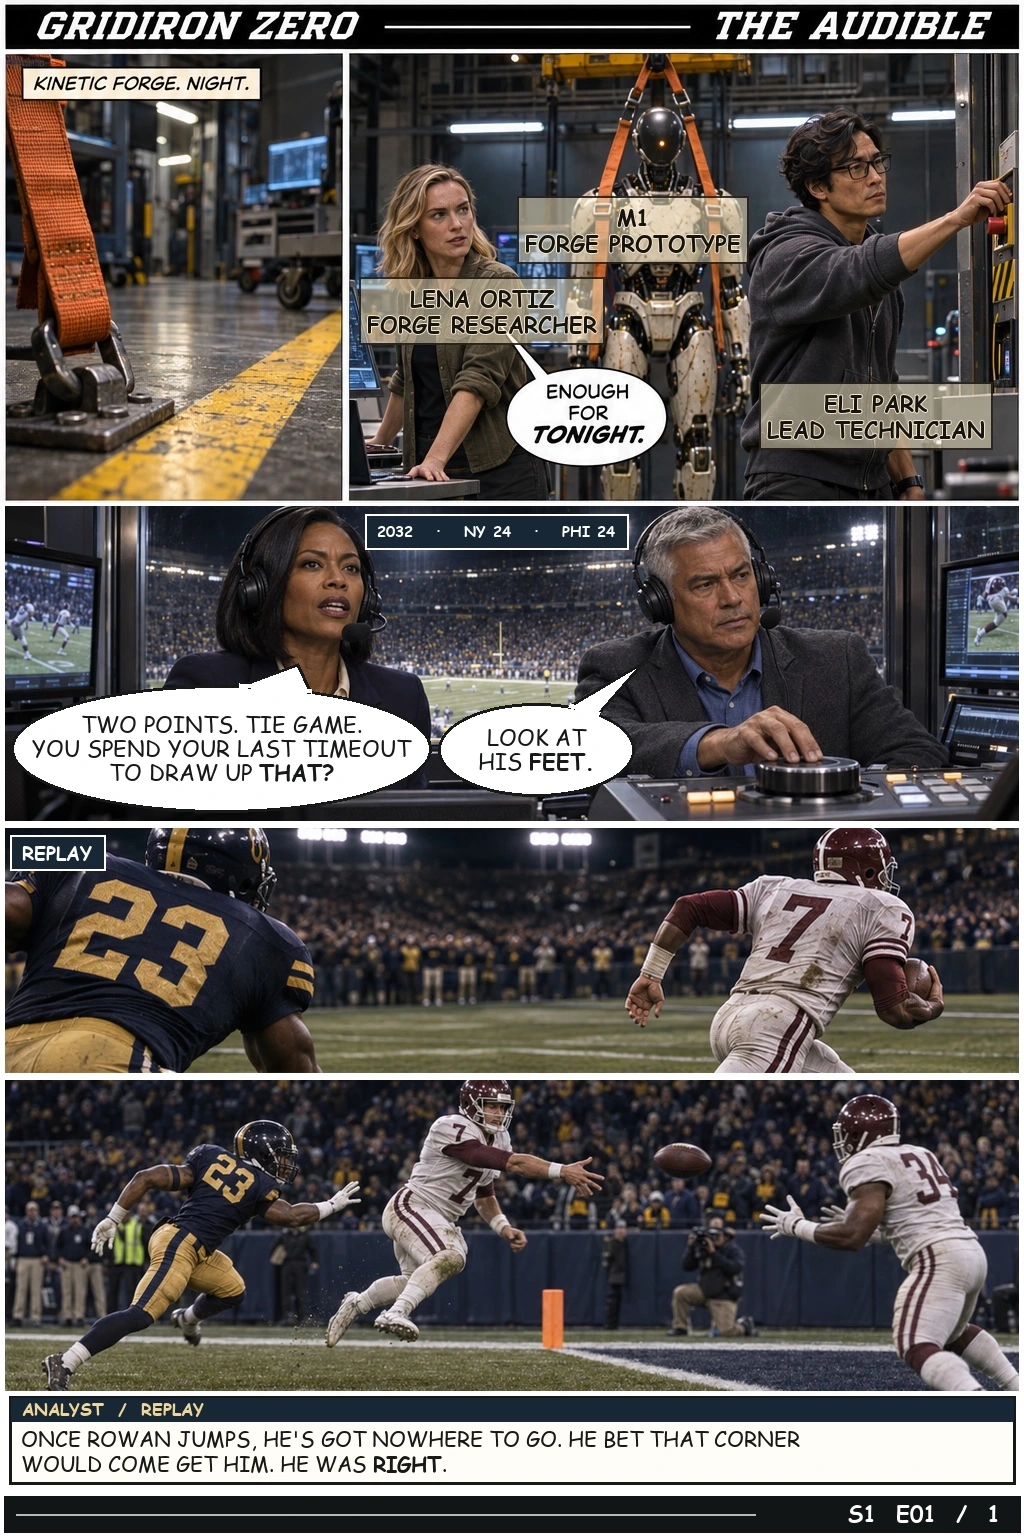 GRIDIRON ZERO
THE AUDIBLE
KINETIC FORGE. NIGHT.
M1
FORGE PROTOTYPE
LENA ORTIZ
FORGE RESEARCHER
ENOUGH
FOR
TONIGHT.
ELI PARK
LEAD TECHNICIAN
2032 · NY 24 · PHI 24
TWO POINTS. TIE GAME.
YOU SPEND YOUR LAST TIMEOUT
TO DRAW UP THAT?
LOOK AT
HIS FEET.
REPLAY
23
7
7
23
7
7
34
ANALYST / REPLAY
ONCE ROWAN JUMPS, HE'S GOT NOWHERE TO GO. HE BET THAT CORNER
WOULD COME GET HIM. HE WAS RIGHT.
S1 E01 / 1